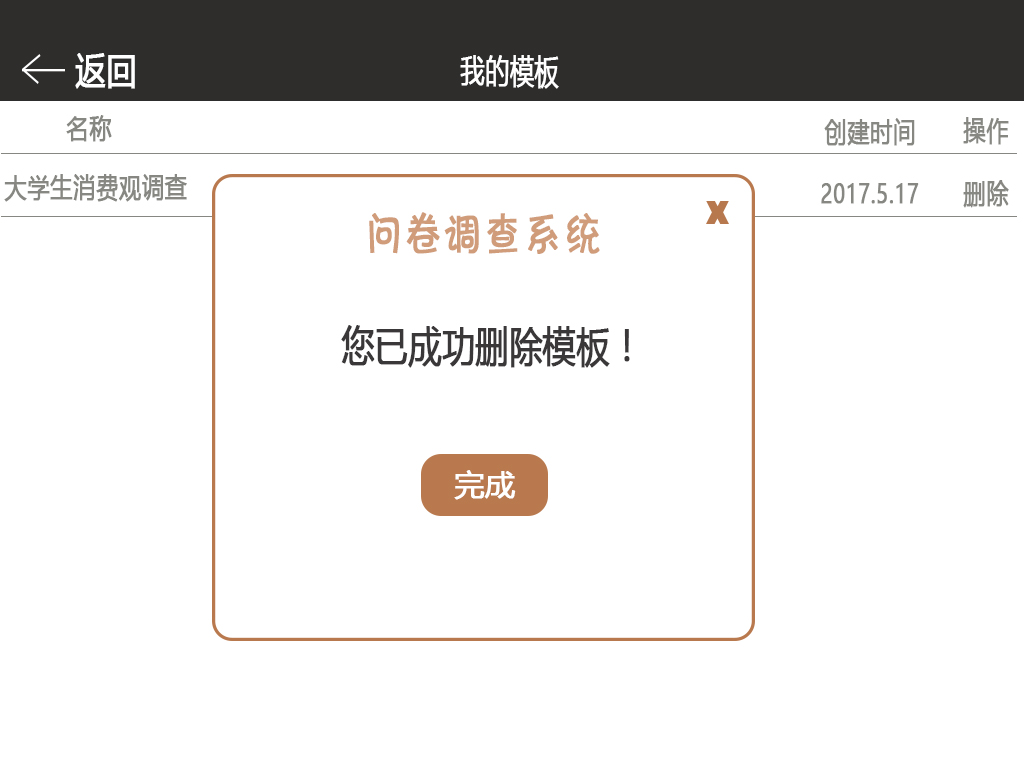 返回
我的模板
名称 创建时间 操作
大学生消费观调查 2017.5.17 删除
问卷调查系统 X
您已成功删除模板！
完成